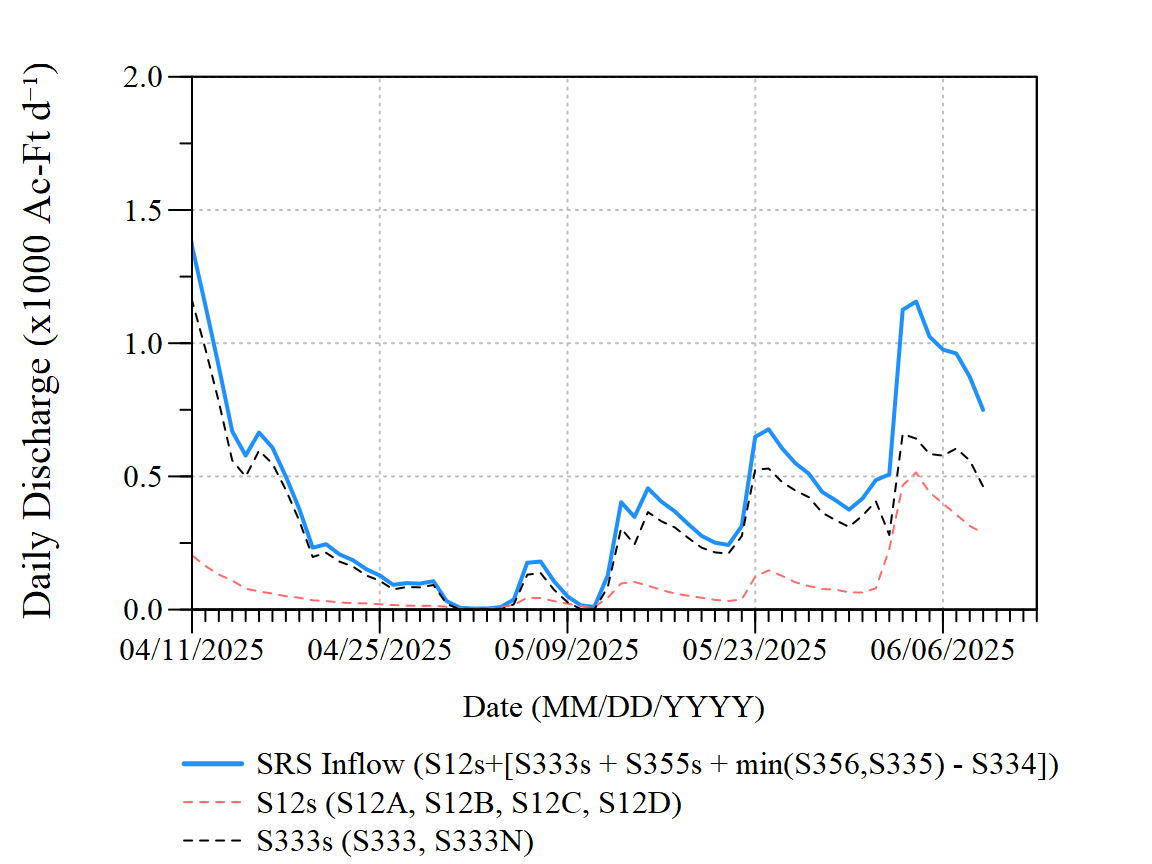 Daily Discharge (x1000 Ac-Ft d⁻¹)
2.0
1.5
1.0
0.5
0.0
04/11/2025 04/25/2025 05/09/2025 05/23/2025 06/06/2025
Date (MM/DD/YYYY)
SRS Inflow (S12s+[S333s + S355s + min(S356,S335) - S334])
S12s (S12A, S12B, S12C, S12D)
S333s (S333, S333N)